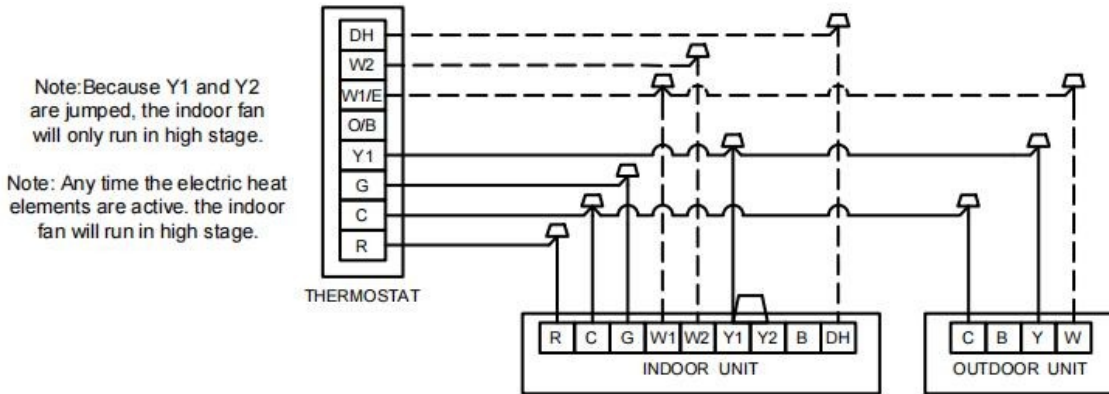 Note:Because Y1 and Y2
are jumped, the indoor fan
will only run in high stage.
Note: Any time the electric heat
elements are active. the indoor
fan will run in high stage.
DH
W2
W1/E
O/B
Y1
G
C
R
THERMOSTAT
R C G W1 W2 Y1 Y2 B DH
INDOOR UNIT
C B Y W
OUTDOOR UNIT